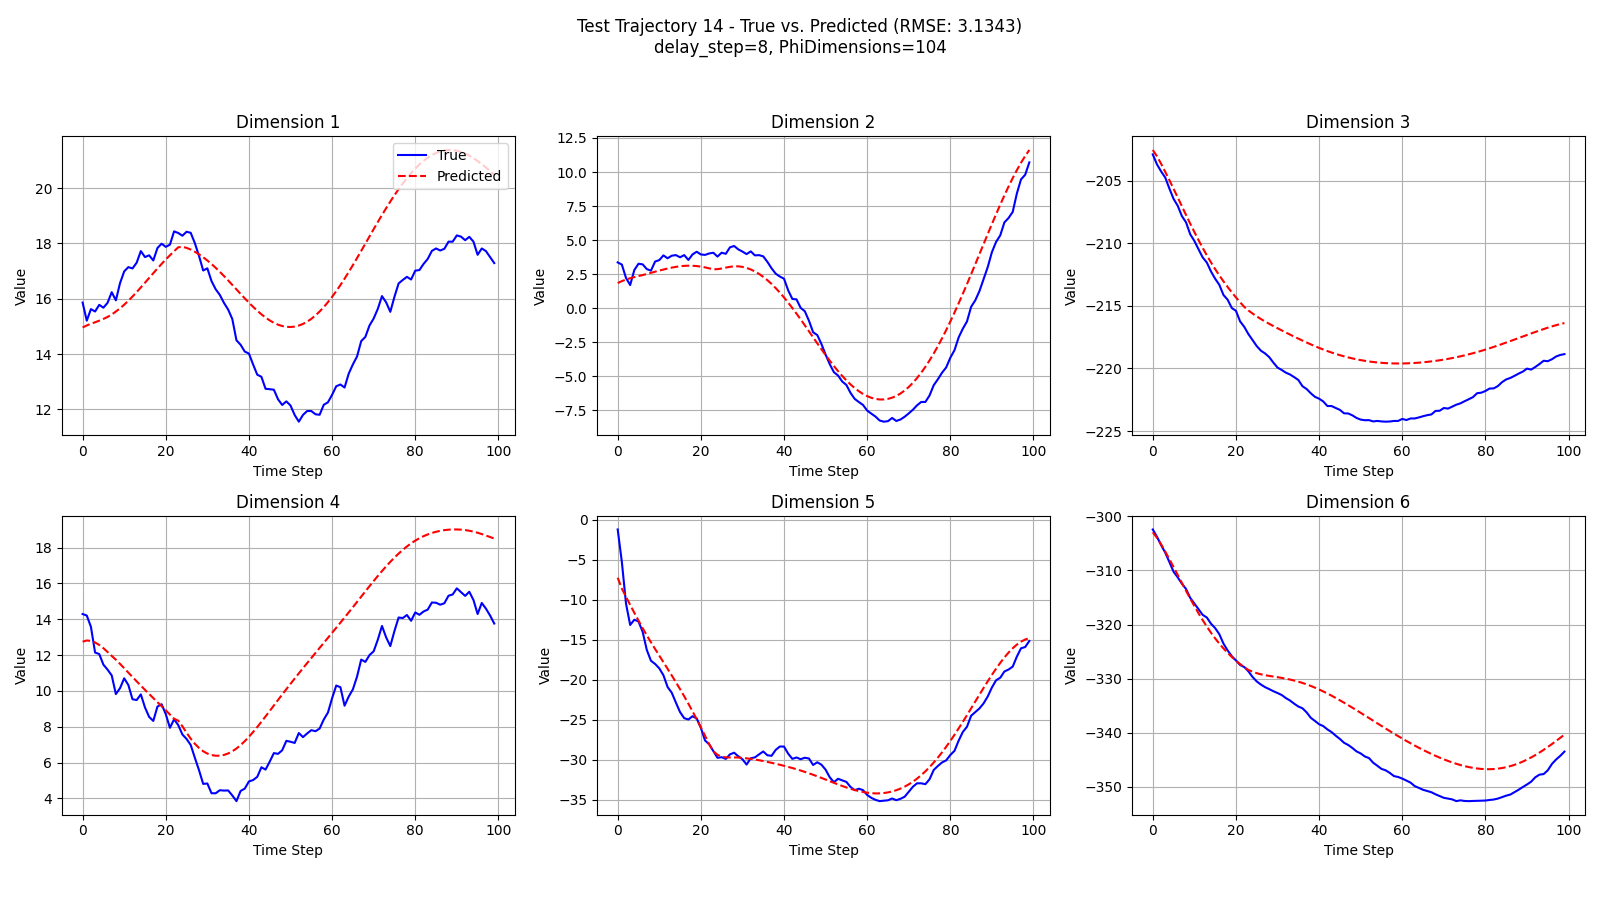 Test Trajectory 14 - True vs. Predicted (RMSE: 3.1343)
delay_step=8, PhiDimensions=104
Dimension 1
True
Predicted
20
18
16
14
12
Value
0 20 40 60 80 100
Time Step
Dimension 2
12.5
10.0
7.5
5.0
2.5
0.0
−2.5
−5.0
−7.5
Value
0 20 40 60 80 100
Time Step
Dimension 3
−205
−210
−215
−220
−225
Value
0 20 40 60 80 100
Time Step
Dimension 4
18
16
14
12
10
8
6
4
Value
0 20 40 60 80 100
Time Step
Dimension 5
0
−5
−10
−15
−20
−25
−30
−35
Value
0 20 40 60 80 100
Time Step
Dimension 6
−300
−310
−320
−330
−340
−350
Value
0 20 40 60 80 100
Time Step